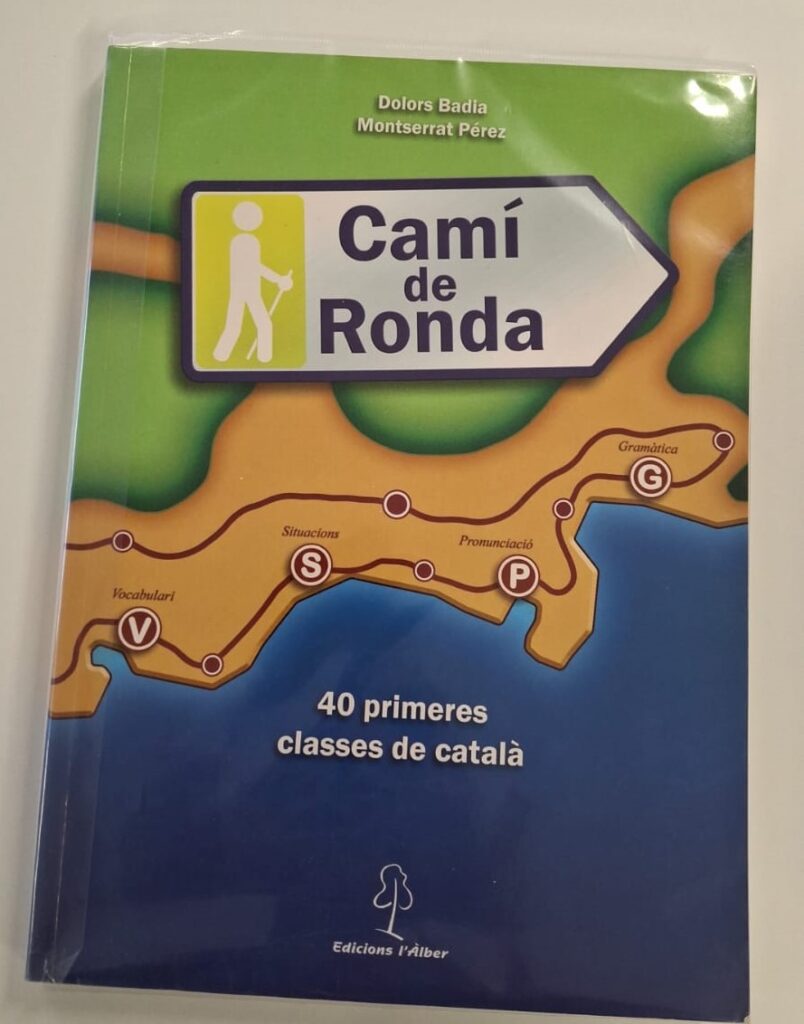 Dolors Badia
Montserrat Pérez
Camí
de
Ronda
Gramàtica
G
Situacions
S
Pronunciació
P
Vocabulari
V
40 primeres
classes de català
Edicions l'Àlber